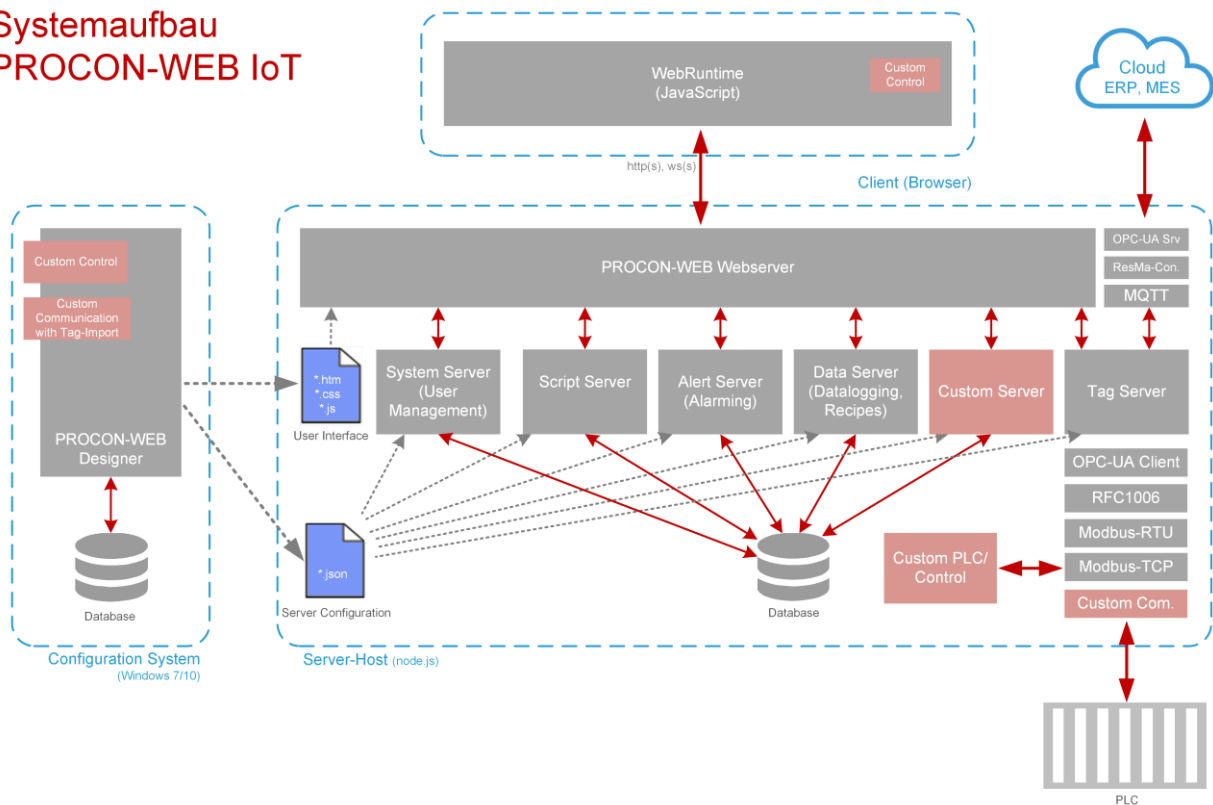 Systemaufbau
PROCON-WEB IoT
WebRuntime
(JavaScript)
Custom
Control
Cloud
ERP, MES
http(s), ws(s)
Client (Browser)
Custom Control
Custom
Communication
with Tag-Import
PROCON-WEB
Designer
Database
Configuration System
(Windows 7/10)
PROCON-WEB Webserver
OPC-UA Srv
ResMa-Con.
MQTT
*.htm
*.css
*.js
User Interface
System Server
(User
Management)
Script Server
Alert Server
(Alarming)
Data Server
(Datalogging,
Recipes)
Custom Server
Tag Server
OPC-UA Client
RFC1006
Modbus-RTU
Modbus-TCP
Custom Com.
Custom PLC/
Control
*.json
Server Configuration
Database
Server-Host (node.js)
PLC